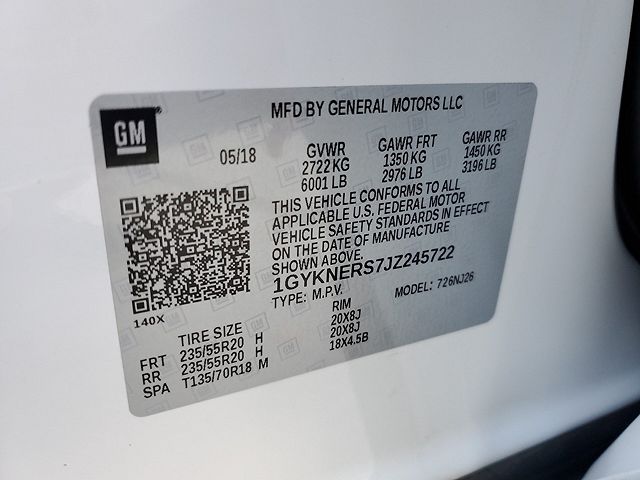 GM
MFD BY GENERAL MOTORS LLC
05/18
GVWR GAWR FRT GAWR RR
2722 KG 1350 KG 1450 KG
6001 LB 2976 LB 3196 LB
THIS VEHICLE CONFORMS TO ALL
APPLICABLE U.S. FEDERAL MOTOR
VEHICLE SAFETY STANDARDS IN EFFECT
ON THE DATE OF MANUFACTURE
SHOWN ABOVE.
1GYKNERS7JZ245722
TYPE: M.P.V. MODEL: 726NJ26
140X
TIRE SIZE RIM
FRT 235/55R20 H 20X8J
RR 235/55R20 H 20X8J
SPA T135/70R18 M 18X4.5B